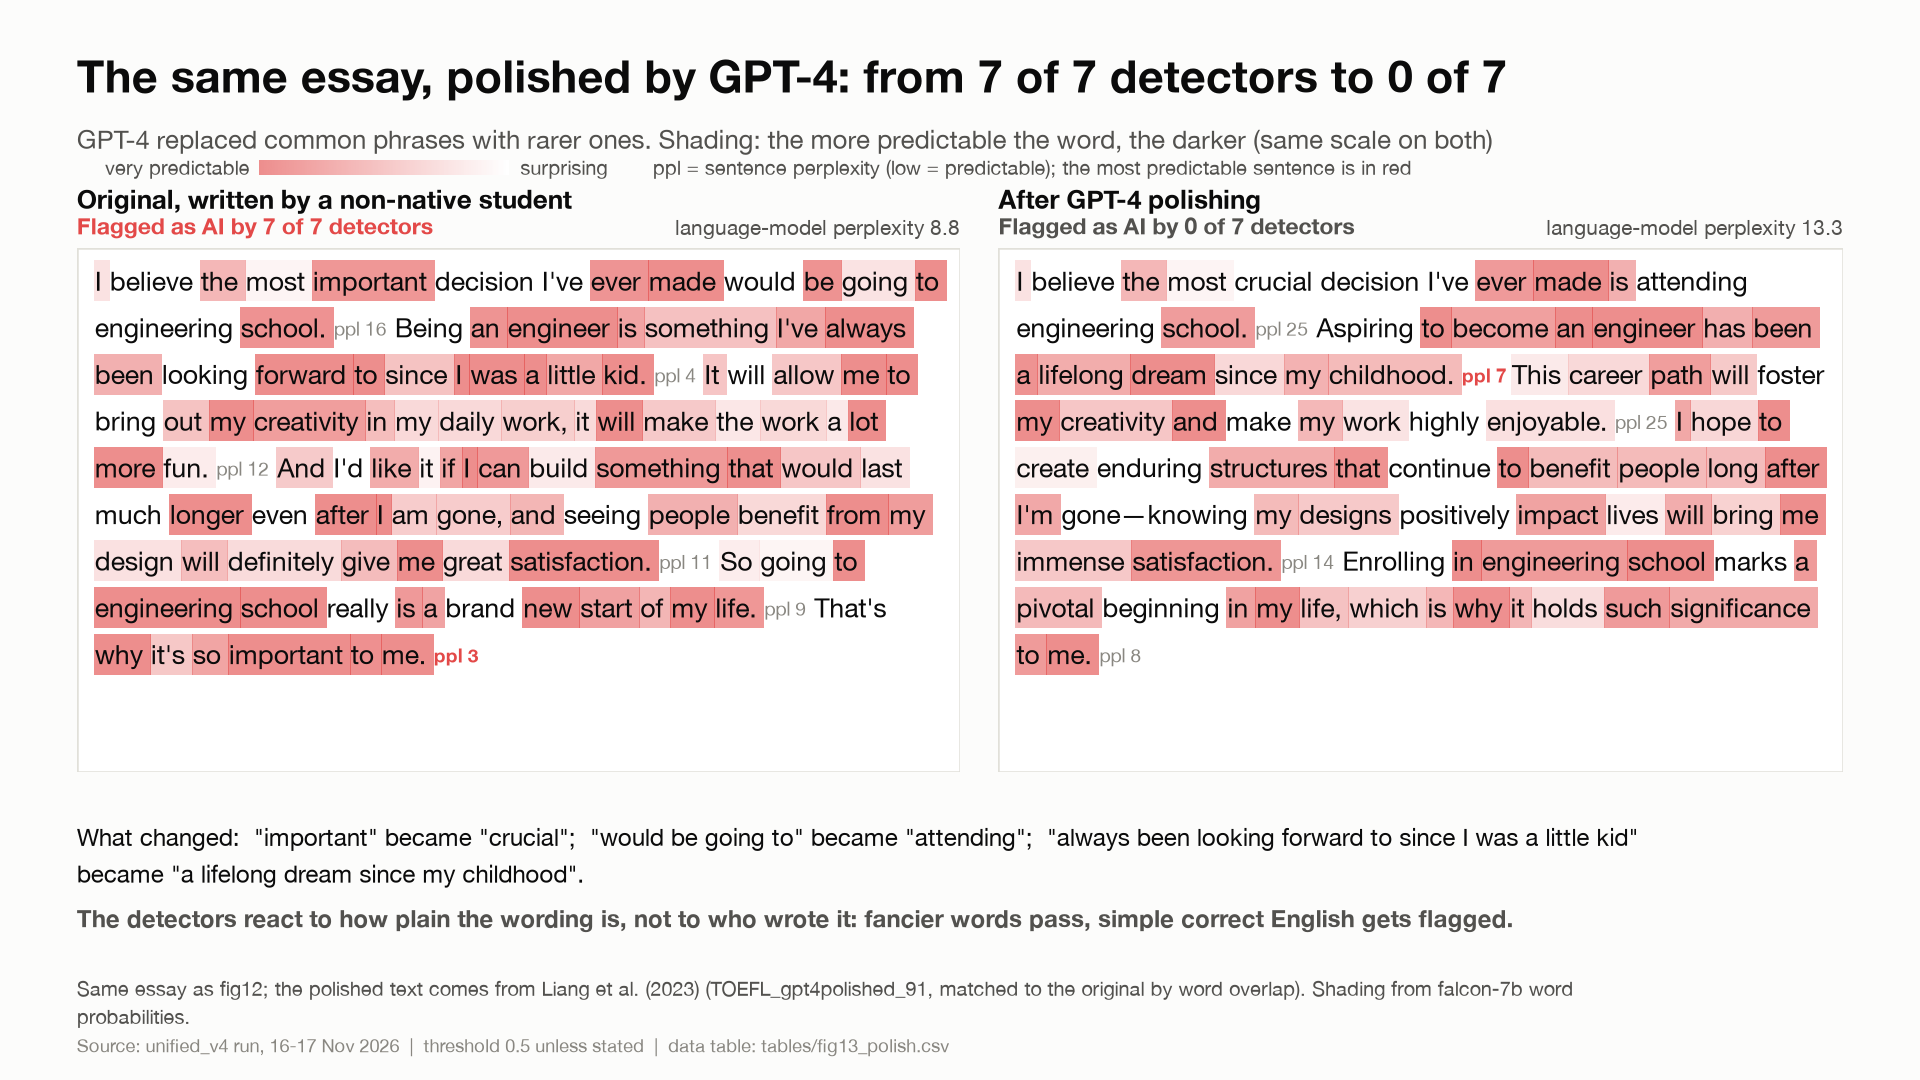 The same essay, polished by GPT-4: from 7 of 7 detectors to 0 of 7
GPT-4 replaced common phrases with rarer ones. Shading: the more predictable the word, the darker (same scale on both)
very predictable surprising ppl = sentence perplexity (low = predictable); the most predictable sentence is in red
Original, written by a non-native student
Flagged as AI by 7 of 7 detectors language-model perplexity 8.8
I believe the most important decision I've ever made would be going to
engineering school. ppl 16 Being an engineer is something I've always
been looking forward to since I was a little kid. ppl 4 It will allow me to
bring out my creativity in my daily work, it will make the work a lot
more fun. ppl 12 And I'd like it if I can build something that would last
much longer even after I am gone, and seeing people benefit from my
design will definitely give me great satisfaction. ppl 11 So going to
engineering school really is a brand new start of my life. ppl 9 That's
why it's so important to me. ppl 3
After GPT-4 polishing
Flagged as AI by 0 of 7 detectors language-model perplexity 13.3
I believe the most crucial decision I've ever made is attending
engineering school. ppl 25 Aspiring to become an engineer has been
a lifelong dream since my childhood. ppl 7 This career path will foster
my creativity and make my work highly enjoyable. ppl 25 I hope to
create enduring structures that continue to benefit people long after
I'm gone—knowing my designs positively impact lives will bring me
immense satisfaction. ppl 14 Enrolling in engineering school marks a
pivotal beginning in my life, which is why it holds such significance
to me. ppl 8
What changed: "important" became "crucial"; "would be going to" became "attending"; "always been looking forward to since I was a little kid"
became "a lifelong dream since my childhood".
The detectors react to how plain the wording is, not to who wrote it: fancier words pass, simple correct English gets flagged.
Same essay as fig12; the polished text comes from Liang et al. (2023) (TOEFL_gpt4polished_91, matched to the original by word overlap). Shading from falcon-7b word
probabilities.
Source: unified_v4 run, 16-17 Nov 2026 | threshold 0.5 unless stated | data table: tables/fig13_polish.csv